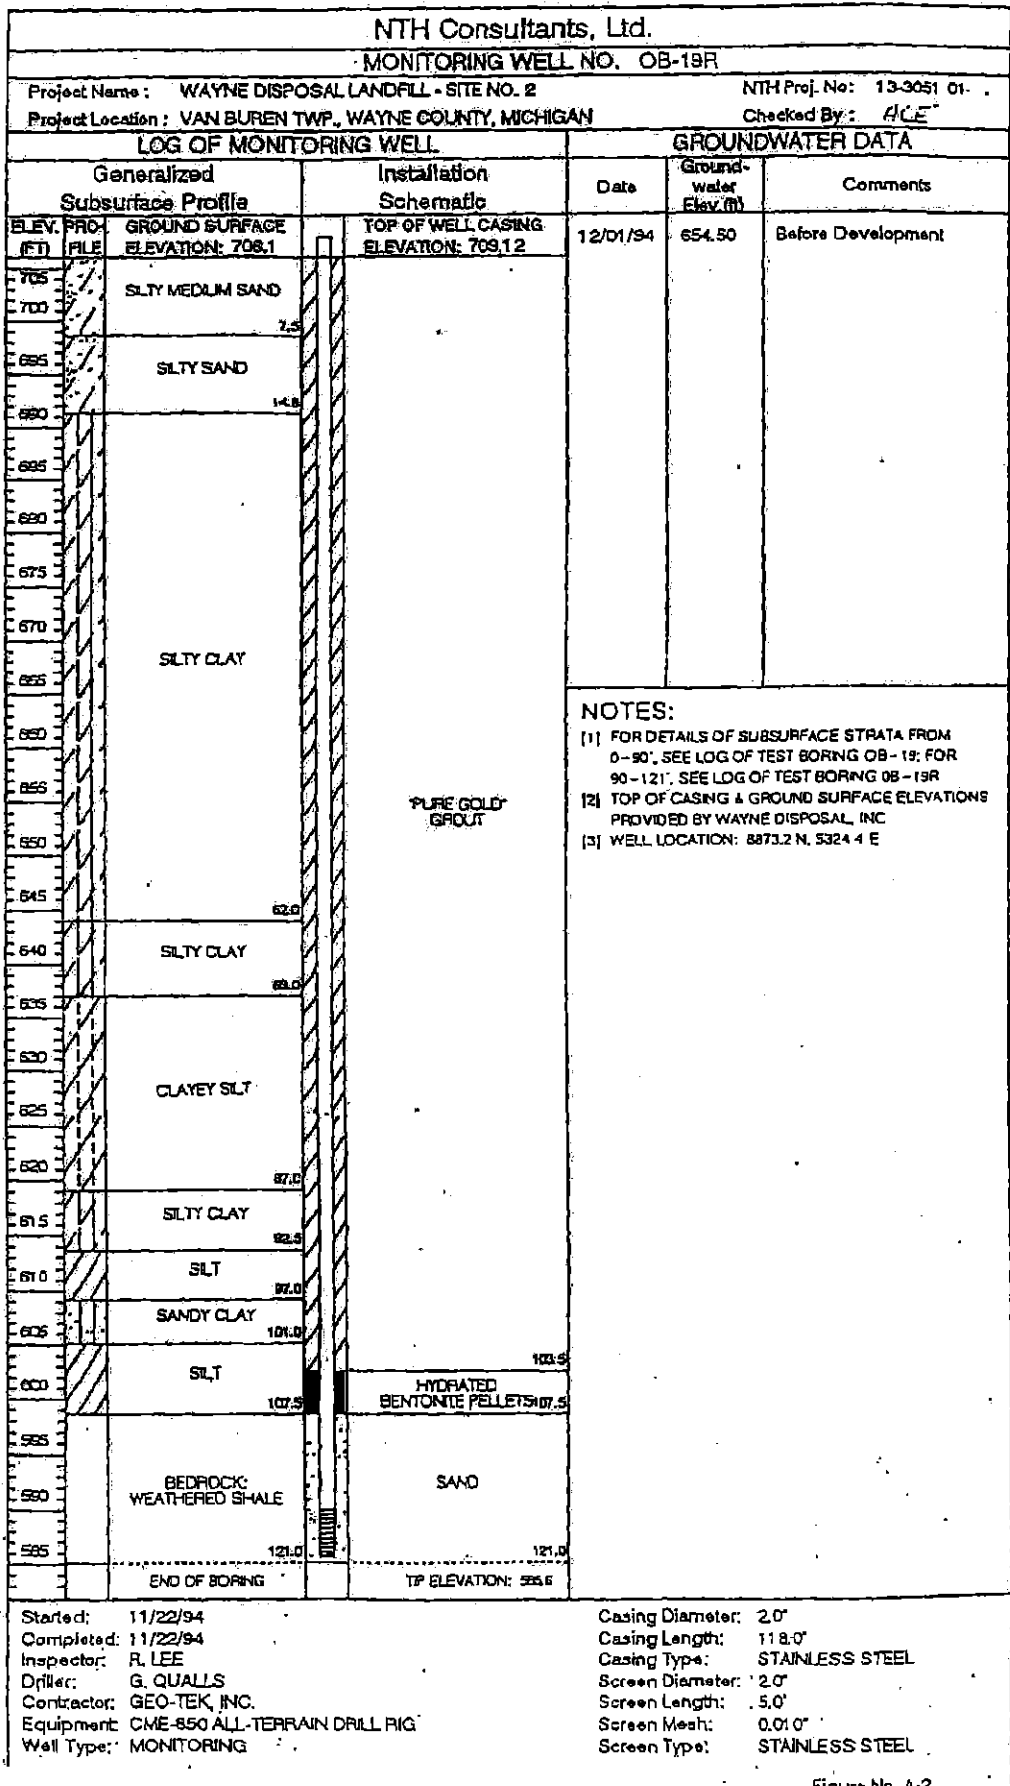 NTH Consultants, Ltd.
MONITORING WELL NO. OB-19R
Project Name: WAYNE DISPOSAL LANDFILL - SITE NO. 2
NTH Proj. No: 13-3051 01-
Project Location: VAN BUREN TWP., WAYNE COUNTY, MICHIGAN
Checked By: ACE
LOG OF MONITORING WELL
GROUNDWATER DATA
Generalized Subsurface Profile
Installation Schematic
Date
Ground-water Elev. (ft)
Comments
ELEV. (FT)
PRO-FILE
GROUND SURFACE ELEVATION: 706.1
TOP OF WELL CASING ELEVATION: 709.12
12/01/94 654.50 Before Development
705
SILTY MEDIUM SAND
700
7.5
695
SILTY SAND
14.8
690
685
680
675
670
SILTY CLAY
665
660
655
"PURE GOLD" GROUT
650
645
62.0
640
SILTY CLAY
69.0
635
630
CLAYEY SILT
625
620
87.0
615
SILTY CLAY
92.5
610
SILT
97.0
SANDY CLAY
605
101.0
103.5
600
SILT
HYDRATED
BENTONITE PELLETS 107.5
107.5
595
590
BEDROCK:
WEATHERED SHALE
SAND
585
121.0
121.0
END OF BORING
TIP ELEVATION: 585.6
NOTES:
[1] FOR DETAILS OF SUBSURFACE STRATA FROM
0-90', SEE LOG OF TEST BORING OB-19; FOR
90-121', SEE LOG OF TEST BORING OB-19R
[2] TOP OF CASING & GROUND SURFACE ELEVATIONS
PROVIDED BY WAYNE DISPOSAL, INC
[3] WELL LOCATION: 8873.2 N, 5324.4 E
Started: 11/22/94
Completed: 11/22/94
Inspector: R. LEE
Driller: G. QUALLS
Contractor: GEO-TEK, INC.
Equipment: CME-850 ALL-TERRAIN DRILL RIG
Well Type: MONITORING
Casing Diameter: 2.0"
Casing Length: 118.0'
Casing Type: STAINLESS STEEL
Screen Diameter: 2.0"
Screen Length: 5.0'
Screen Mesh: 0.010"
Screen Type: STAINLESS STEEL
Figure No. A-2